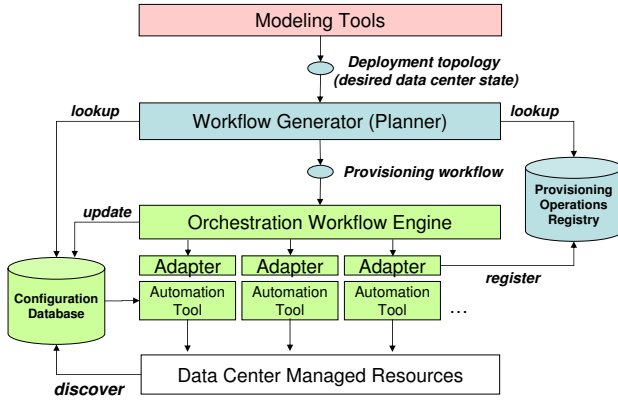 Modeling Tools
Deployment topology
(desired data center state)
lookup
lookup
Workflow Generator (Planner)
Provisioning workflow
Provisioning
Operations
Registry
update
Orchestration Workflow Engine
Adapter
Adapter
Adapter
register
Configuration
Database
Automation
Tool
Automation
Tool
Automation
Tool
...
discover
Data Center Managed Resources